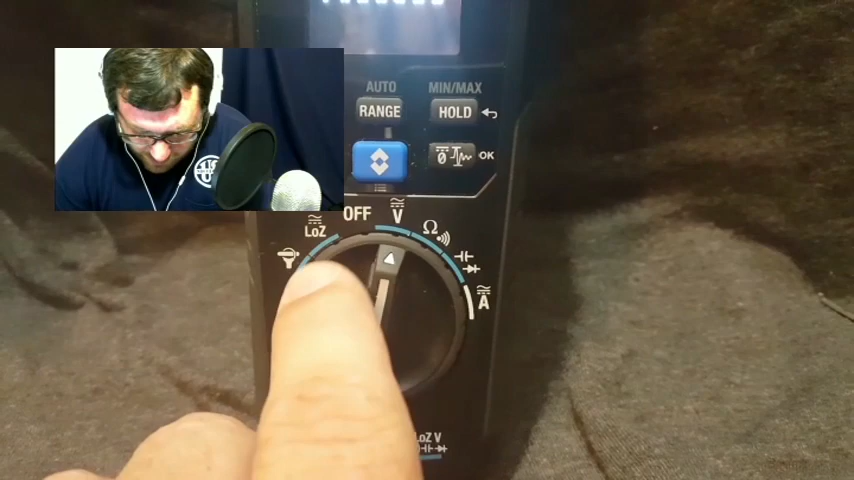 AUTO
MIN/MAX
RANGE
HOLD
OK
LoZ
OFF
V
Ω
A
LoZ V